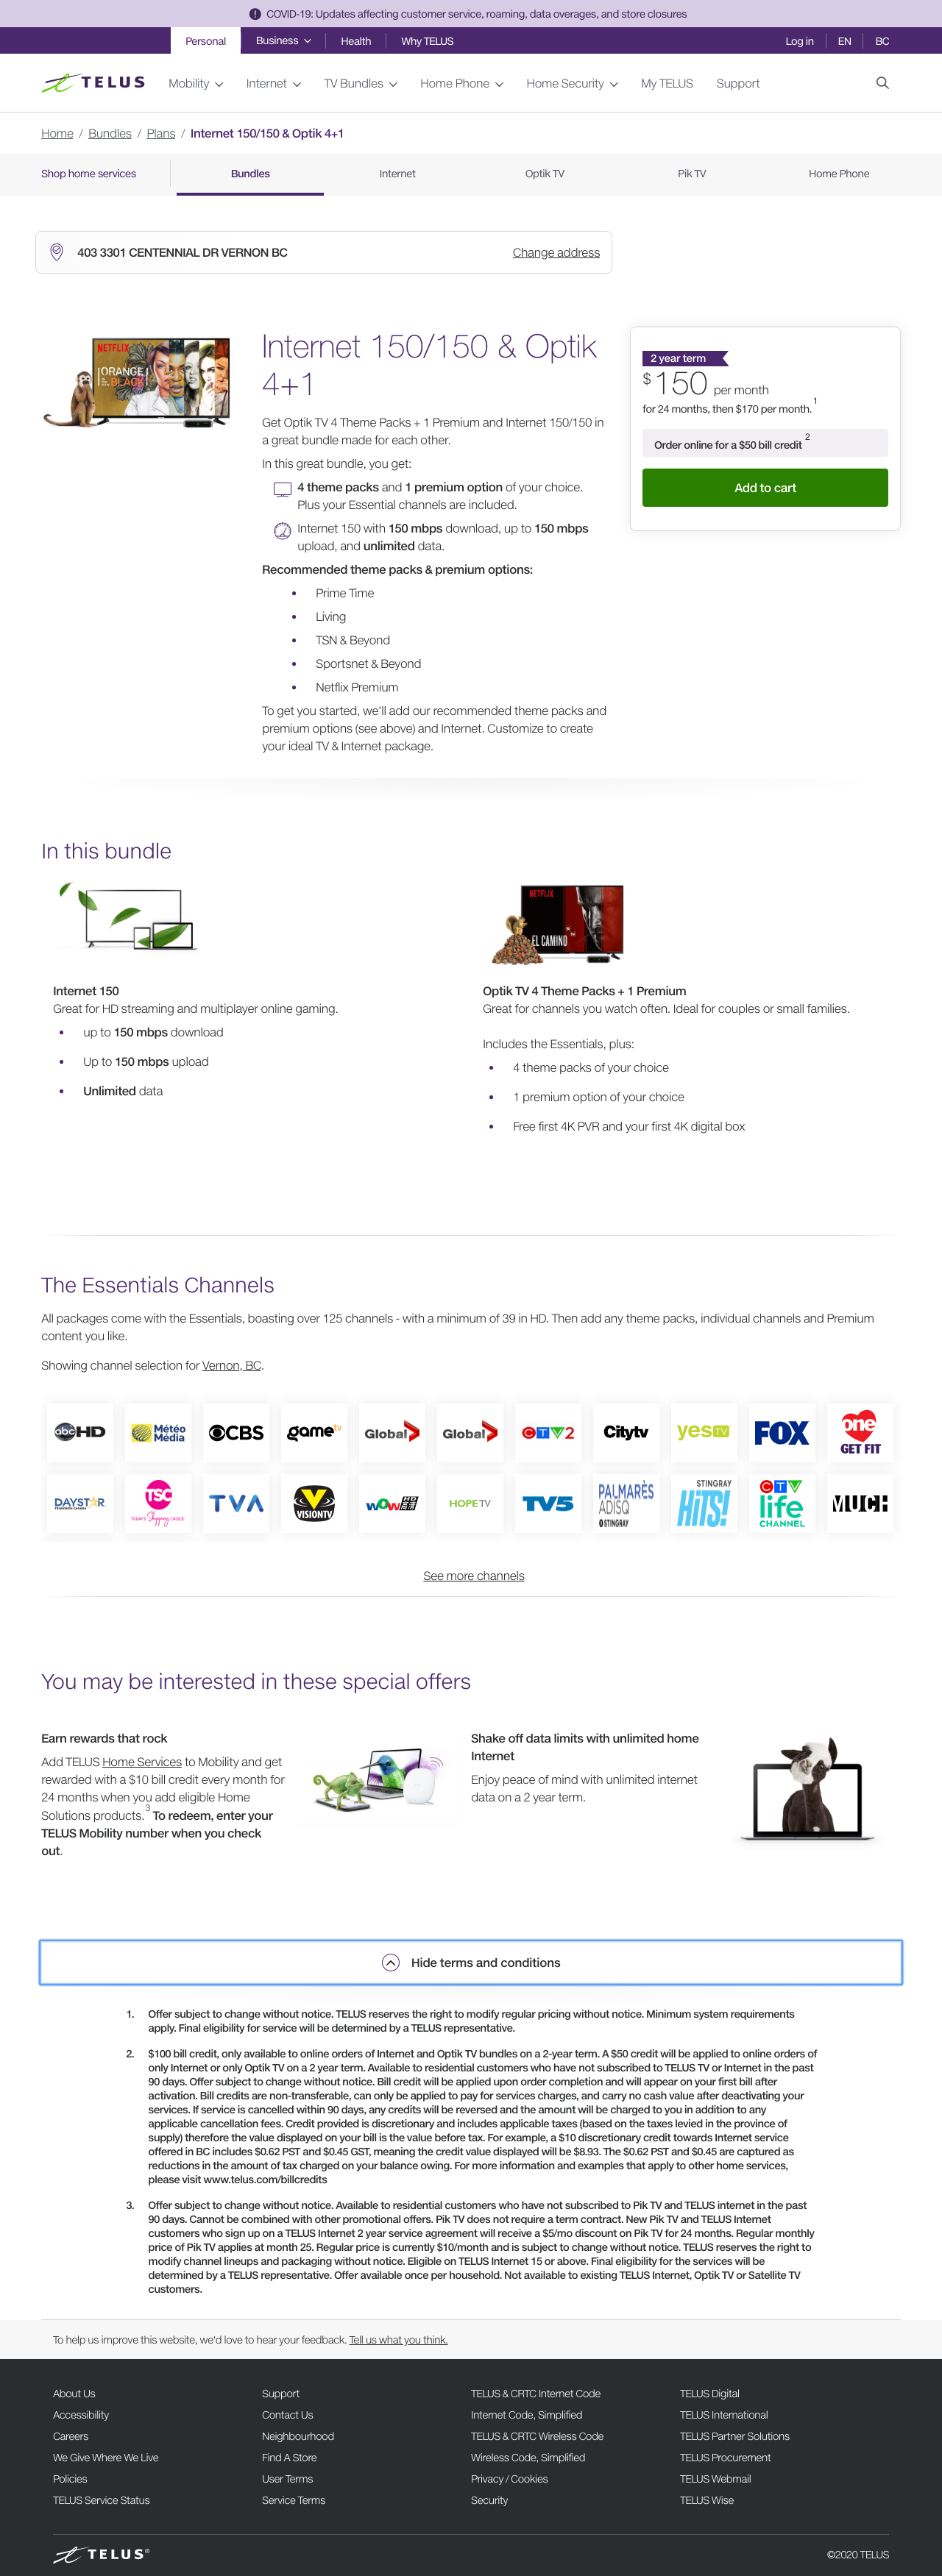 COVID-19: Updates affecting customer service, roaming, data overages, and store closures
Personal Business Health Why TELUS Log in EN BC
TELUS Mobility Internet TV Bundles Home Phone Home Security My TELUS Support
Home / Bundles / Plans / Internet 150/150 & Optik 4+1
Shop home services Bundles Internet Optik TV Pik TV Home Phone
403 3301 CENTENNIAL DR VERNON BC Change address
NETFLIX
ORANGE
BLACK
Internet 150/150 & Optik
4+1
Get Optik TV 4 Theme Packs + 1 Premium and Internet 150/150 in
a great bundle made for each other.
In this great bundle, you get:
4 theme packs and 1 premium option of your choice.
Plus your Essential channels are included.
Internet 150 with 150 mbps download, up to 150 mbps
upload, and unlimited data.
Recommended theme packs & premium options:
• Prime Time
• Living
• TSN & Beyond
• Sportsnet & Beyond
• Netflix Premium
To get you started, we'll add our recommended theme packs and
premium options (see above) and Internet. Customize to create
your ideal TV & Internet package.
2 year term
$150 per month
for 24 months, then $170 per month. 1
Order online for a $50 bill credit 2
Add to cart
In this bundle
Internet 150
Great for HD streaming and multiplayer online gaming.
• up to 150 mbps download
• Up to 150 mbps upload
• Unlimited data
NETFLIX
EL CAMINO
Optik TV 4 Theme Packs + 1 Premium
Great for channels you watch often. Ideal for couples or small families.
Includes the Essentials, plus:
• 4 theme packs of your choice
• 1 premium option of your choice
• Free first 4K PVR and your first 4K digital box
The Essentials Channels
All packages come with the Essentials, boasting over 125 channels - with a minimum of 39 in HD. Then add any theme packs, individual channels and Premium
content you like.
Showing channel selection for Vernon, BC.
abc HD Météo Média CBS game tv Global Global CTV2 Citytv yes TV FOX one GET FIT
DAYSTAR TSC TODAY'S Shopping CHOICE TVA VISIONTV WOW HD HOPE TV TV5 PALMARÈS ADISQ STINGRAY STINGRAY HiTS! CTV life CHANNEL MUCH
See more channels
You may be interested in these special offers
Earn rewards that rock
Add TELUS Home Services to Mobility and get
rewarded with a $10 bill credit every month for
24 months when you add eligible Home
Solutions products. 3 To redeem, enter your
TELUS Mobility number when you check
out.
Shake off data limits with unlimited home
Internet
Enjoy peace of mind with unlimited internet
data on a 2 year term.
Hide terms and conditions
1. Offer subject to change without notice. TELUS reserves the right to modify regular pricing without notice. Minimum system requirements
apply. Final eligibility for service will be determined by a TELUS representative.
2. $100 bill credit, only available to online orders of Internet and Optik TV bundles on a 2-year term. A $50 credit will be applied to online orders of
only Internet or only Optik TV on a 2 year term. Available to residential customers who have not subscribed to TELUS TV or Internet in the past
90 days. Offer subject to change without notice. Bill credit will be applied upon order completion and will appear on your first bill after
activation. Bill credits are non-transferable, can only be applied to pay for services charges, and carry no cash value after deactivating your
services. If service is cancelled within 90 days, any credits will be reversed and the amount will be charged to you in addition to any
applicable cancellation fees. Credit provided is discretionary and includes applicable taxes (based on the taxes levied in the province of
supply) therefore the value displayed on your bill is the value before tax. For example, a $10 discretionary credit towards Internet service
offered in BC includes $0.62 PST and $0.45 GST, meaning the credit value displayed will be $8.93. The $0.62 PST and $0.45 are captured as
reductions in the amount of tax charged on your balance owing. For more information and examples that apply to other home services,
please visit www.telus.com/billcredits
3. Offer subject to change without notice. Available to residential customers who have not subscribed to Pik TV and TELUS internet in the past
90 days. Cannot be combined with other promotional offers. Pik TV does not require a term contract. New Pik TV and TELUS Internet
customers who sign up on a TELUS Internet 2 year service agreement will receive a $5/mo discount on Pik TV for 24 months. Regular monthly
price of Pik TV applies at month 25. Regular price is currently $10/month and is subject to change without notice. TELUS reserves the right to
modify channel lineups and packaging without notice. Eligible on TELUS Internet 15 or above. Final eligibility for the services will be
determined by a TELUS representative. Offer available once per household. Not available to existing TELUS Internet, Optik TV or Satellite TV
customers.
To help us improve this website, we'd love to hear your feedback. Tell us what you think.
About Us Support TELUS & CRTC Internet Code TELUS Digital
Accessibility Contact Us Internet Code, Simplified TELUS International
Careers Neighbourhood TELUS & CRTC Wireless Code TELUS Partner Solutions
We Give Where We Live Find A Store Wireless Code, Simplified TELUS Procurement
Policies User Terms Privacy / Cookies TELUS Webmail
TELUS Service Status Service Terms Security TELUS Wise
TELUS® ©2020 TELUS